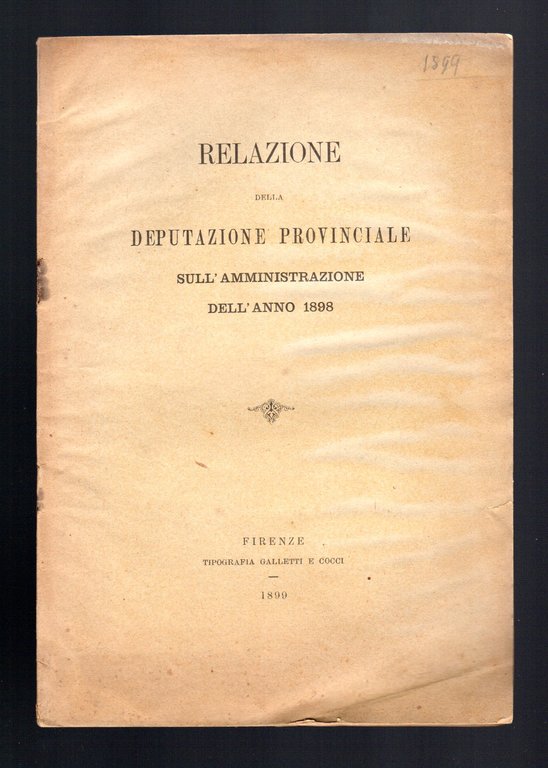 1899
RELAZIONE
DELLA
DEPUTAZIONE PROVINCIALE
SULL'AMMINISTRAZIONE
DELL'ANNO 1898
FIRENZE
TIPOGRAFIA GALLETTI E COCCI
1899